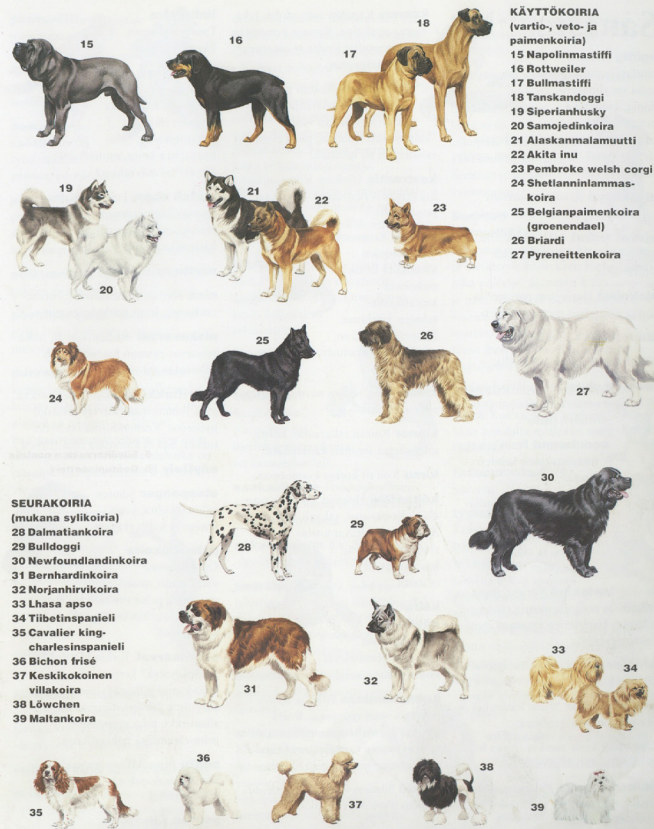 KÄYTTÖKOIRIA
(vartio-, veto- ja
paimenkoiria)
15 Napolinmastiffi
16 Rottweiler
17 Bullmastiffi
18 Tanskandoggi
19 Siperianhusky
20 Samojedinkoira
21 Alaskanmalamuutti
22 Akita inu
23 Pembroke welsh corgi
24 Shetlanninlammas-
koira
25 Belgianpaimenkoira
(groenendael)
26 Briardi
27 Pyreneittenkoira
15
16
17
18
19
20
21
22
23
24
25
26
27
SEURAKOIRIA
(mukana sylikoiria)
28 Dalmatiankoira
29 Bulldoggi
30 Newfoundlandinkoira
31 Bernhardinkoira
32 Norjanhirvikoira
33 Lhasa apso
34 Tiibetinspanieli
35 Cavalier king-
charlesinspanieli
36 Bichon frisé
37 Keskikokoinen
villakoira
38 Löwchen
39 Maltankoira
28
29
30
31
32
33
34
35
36
37
38
39